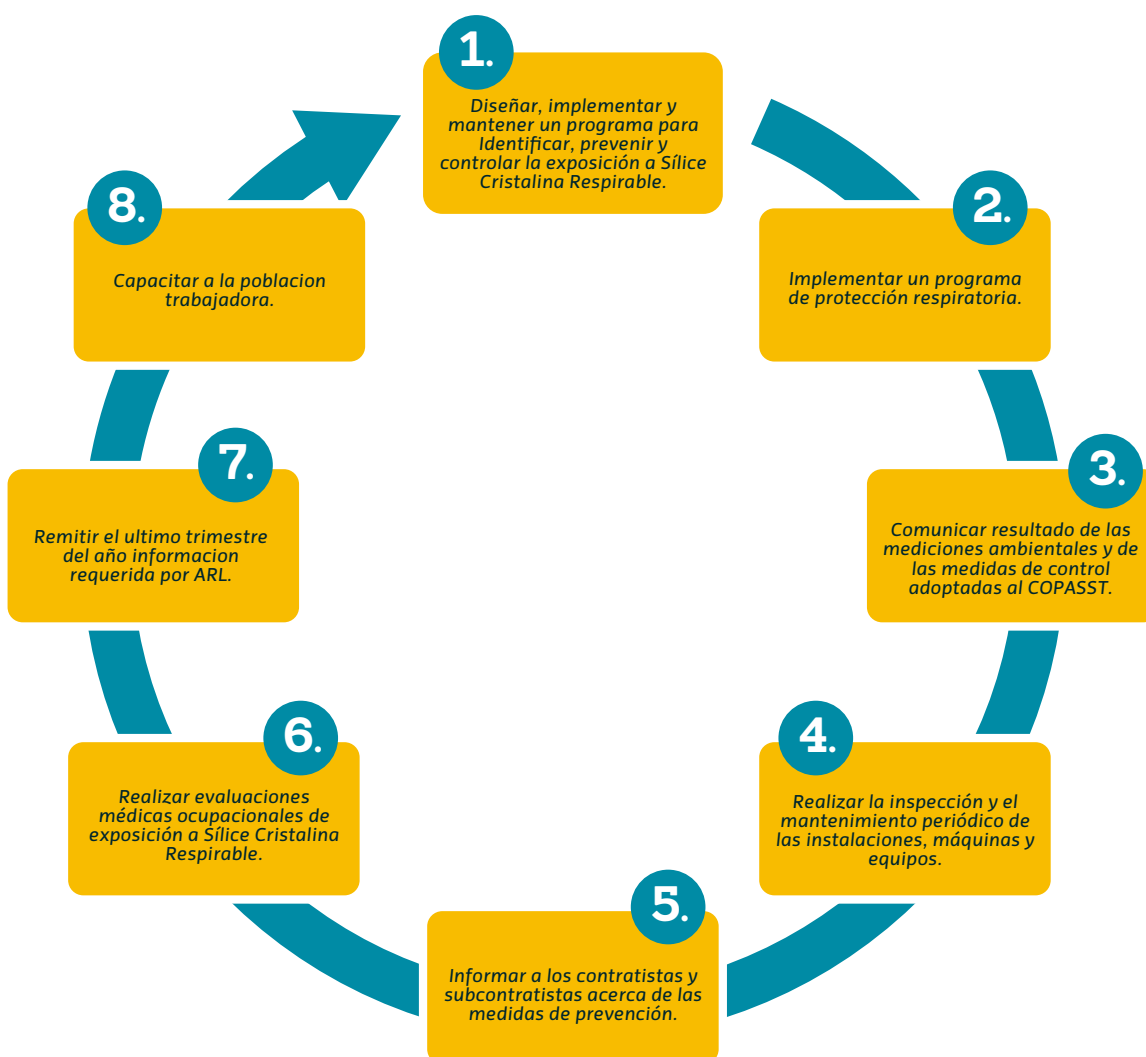 1.
Diseñar, implementar y
mantener un programa para
Identificar, prevenir y
controlar la exposición a Sílice
Cristalina Respirable.
2.
Implementar un programa
de protección respiratoria.
3.
Comunicar resultado de las
mediciones ambientales y de
las medidas de control
adoptadas al COPASST.
4.
Realizar la inspección y el
mantenimiento periódico de
las instalaciones, máquinas y
equipos.
5.
Informar a los contratistas y
subcontratistas acerca de las
medidas de prevención.
6.
Realizar evaluaciones
médicas ocupacionales de
exposición a Sílice Cristalina
Respirable.
7.
Remitir el ultimo trimestre
del año informacion
requerida por ARL.
8.
Capacitar a la poblacion
trabajadora.